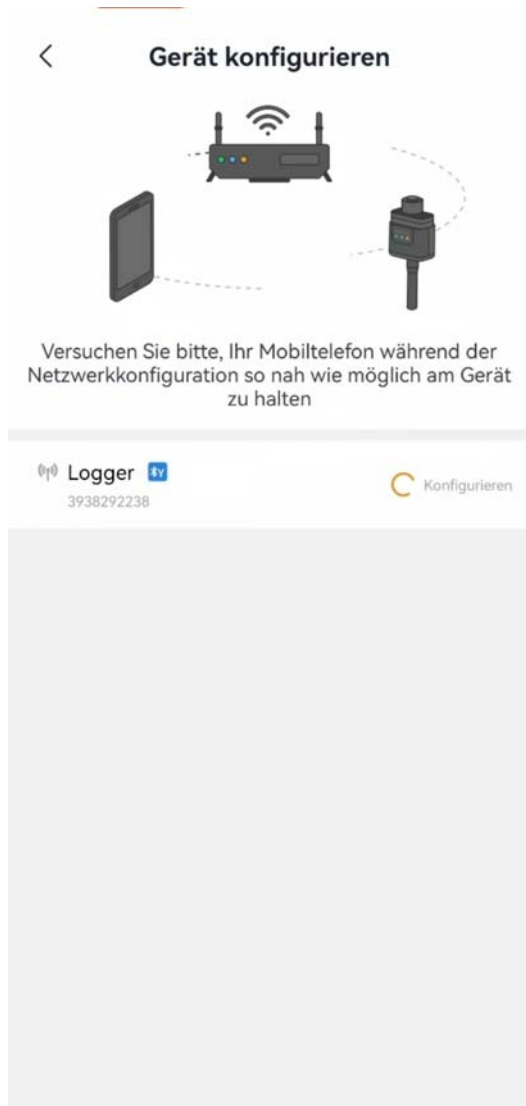 Gerät konfigurieren
Versuchen Sie bitte, Ihr Mobiltelefon während der
Netzwerkkonfiguration so nah wie möglich am Gerät
zu halten
Logger
Konfigurieren
3938292238